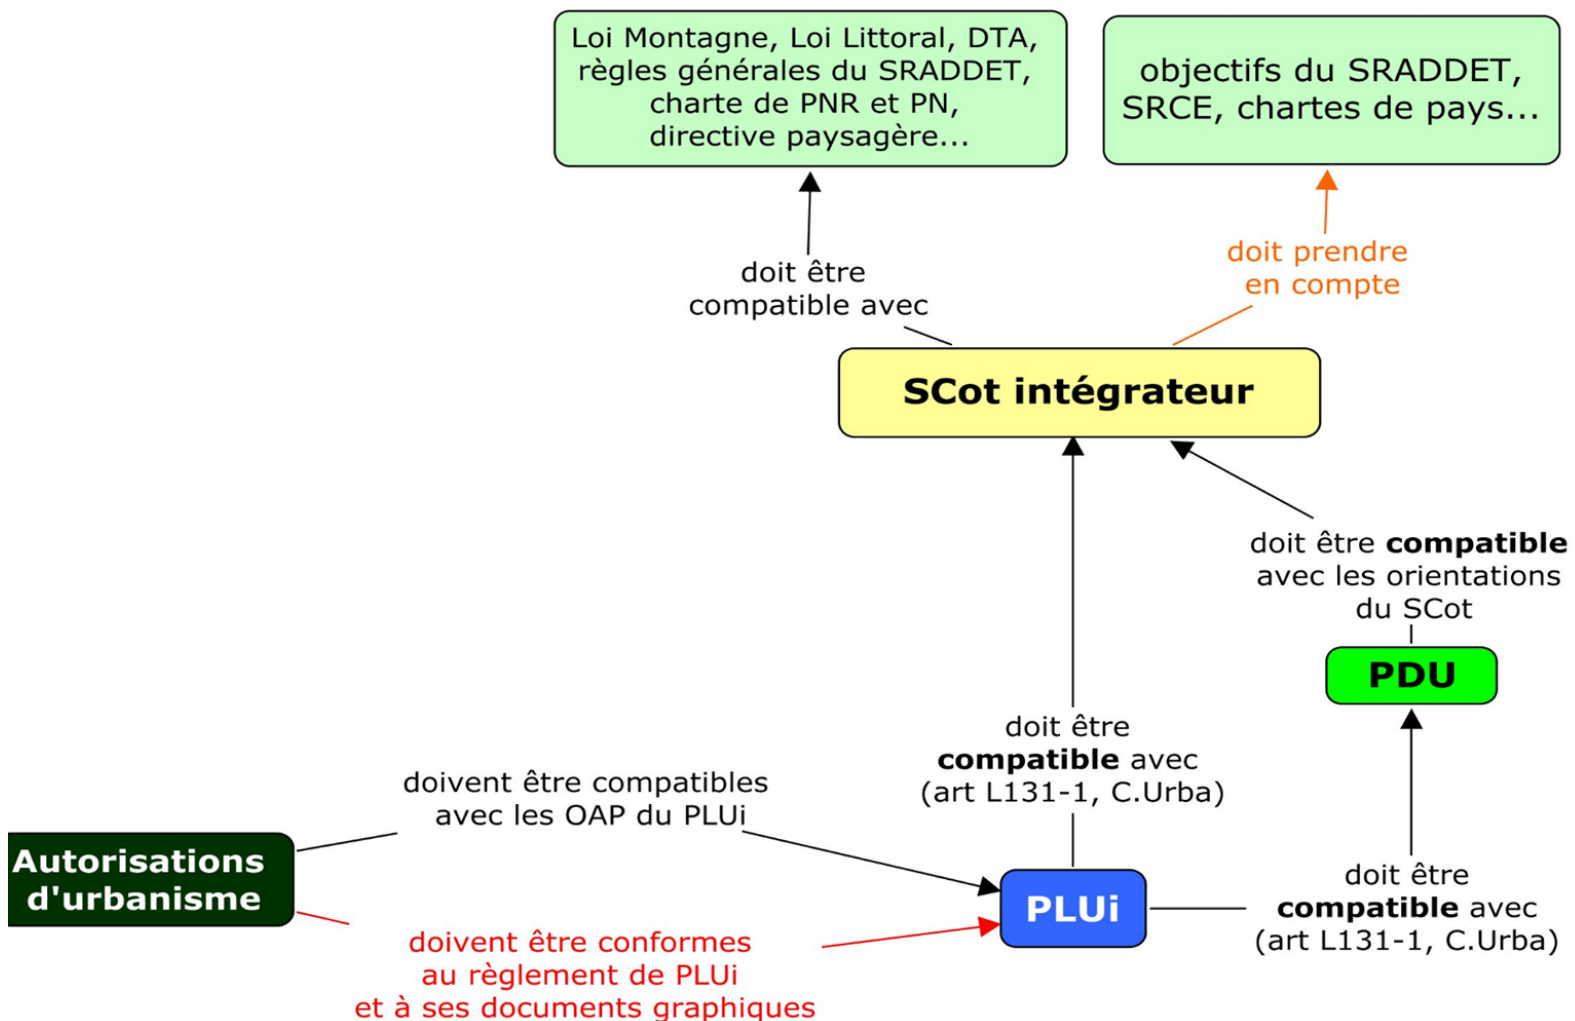 Loi Montagne, Loi Littoral, DTA,
règles générales du SRADDET,
charte de PNR et PN,
directive paysagère...
objectifs du SRADDET,
SRCE, chartes de pays...
doit être
compatible avec
doit prendre
en compte
SCot intégrateur
doit être compatible
avec les orientations
du SCot
PDU
doit être
compatible avec
(art L131-1, C.Urba)
doivent être compatibles
avec les OAP du PLUi
Autorisations
d'urbanisme
PLUi
doit être
compatible avec
(art L131-1, C.Urba)
doivent être conformes
au règlement de PLUi
et à ses documents graphiques